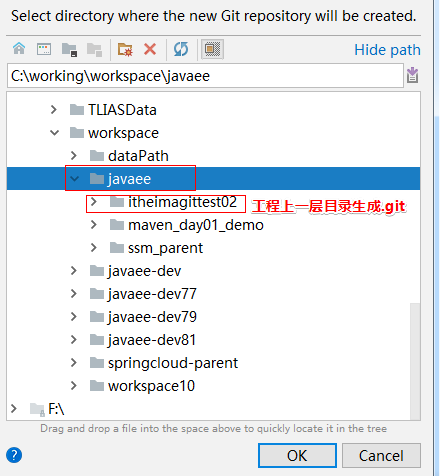 Select directory where the new Git repository will be created.
Hide path
C:\working\workspace\javaee
TLIASData
workspace
dataPath
javaee
itheimagittest02 工程上一层目录生成.git
maven_day01_demo
ssm_parent
javaee-dev
javaee-dev77
javaee-dev79
javaee-dev81
springcloud-parent
workspace10
F:\
Drag and drop a file into the space above to quickly locate it in the tree
? OK Cancel